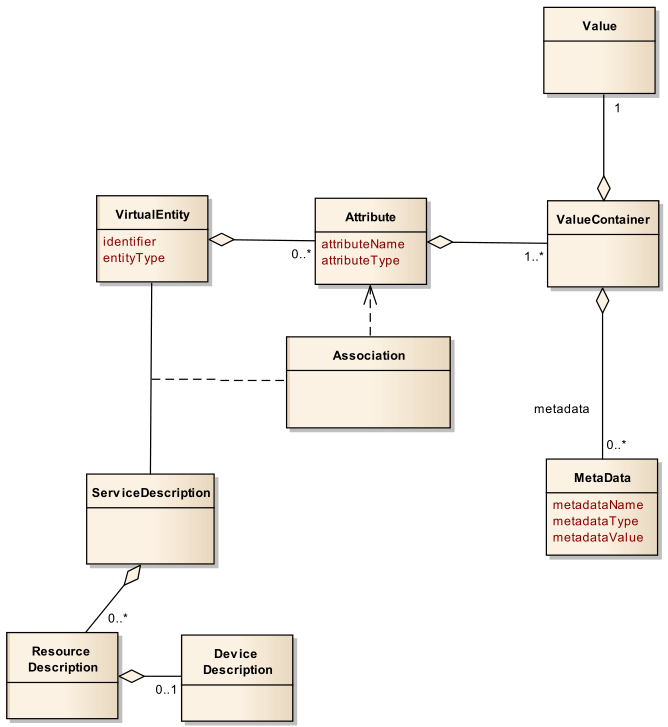 Value
1
VirtualEntity
identifier
entityType
0..*
Attribute
attributeName
attributeType
1..*
ValueContainer
Association
metadata
0..*
MetaData
metadataName
metadataType
metadataValue
ServiceDescription
0..*
Resource
Description
0..1
Device
Description